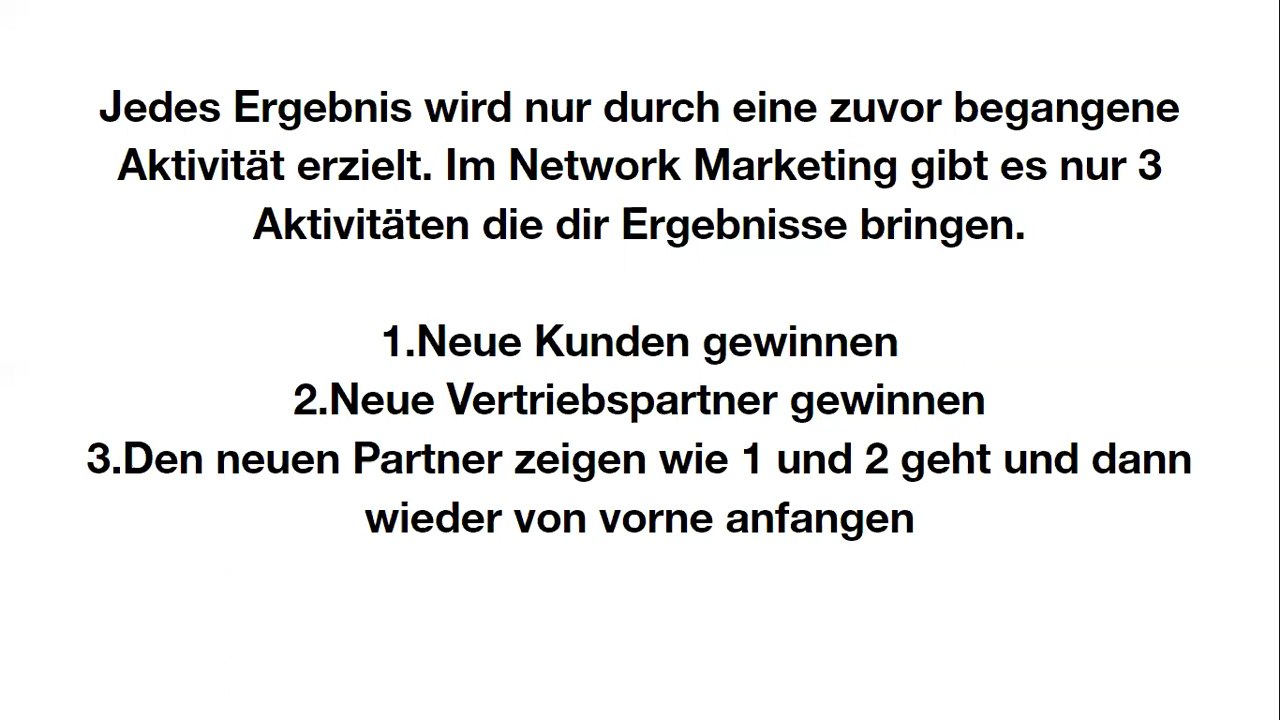 Jedes Ergebnis wird nur durch eine zuvor begangene
Aktivität erzielt. Im Network Marketing gibt es nur 3
Aktivitäten die dir Ergebnisse bringen.
1.Neue Kunden gewinnen
2.Neue Vertriebspartner gewinnen
3.Den neuen Partner zeigen wie 1 und 2 geht und dann
wieder von vorne anfangen